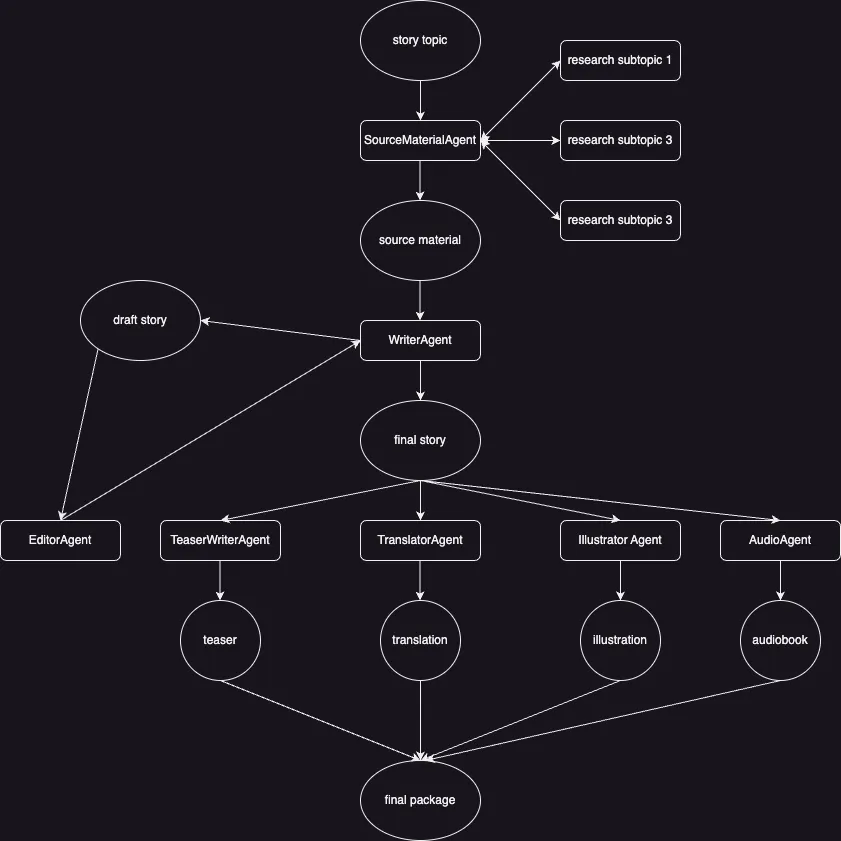 story topic
research subtopic 1
SourceMaterialAgent
research subtopic 3
research subtopic 3
source material
draft story
WriterAgent
final story
EditorAgent
TeaserWriterAgent
TranslatorAgent
Illustrator Agent
AudioAgent
teaser
translation
illustration
audiobook
final package